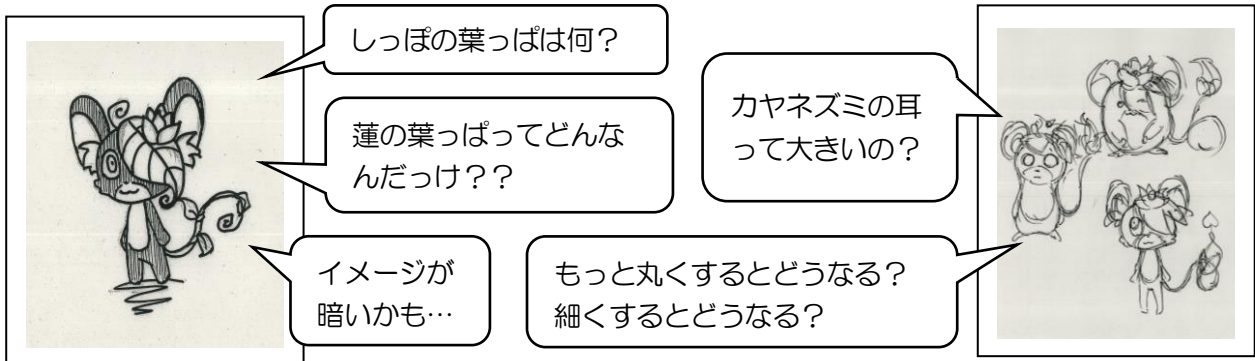 しっぽの葉っぱは何？
蓮の葉っぱってどんな
んだっけ？？
イメージが
暗いかも…
カヤネズミの耳
って大きいの？
もっと丸くするとどうなる？
細くするとどうなる？